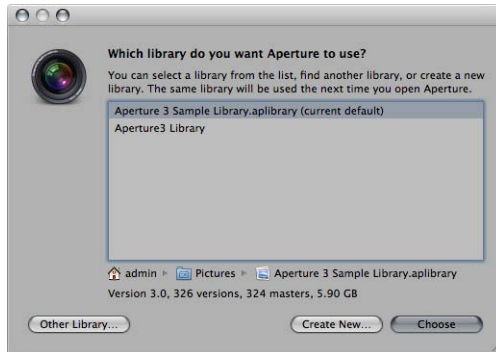 Which library do you want Aperture to use?
You can select a library from the list, find another library, or create a new
library. The same library will be used the next time you open Aperture.
Aperture 3 Sample Library.aplibrary (current default)
Aperture3 Library
admin ▸ Pictures ▸ Aperture 3 Sample Library.aplibrary
Version 3.0, 326 versions, 324 masters, 5.90 GB
Other Library... Create New... Choose